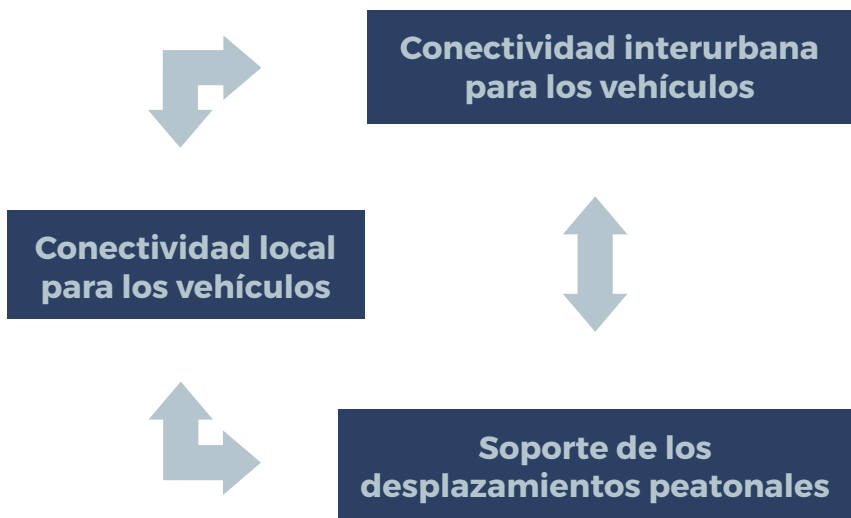 Conectividad interurbana
para los vehículos
Conectividad local
para los vehículos
Soporte de los
desplazamientos peatonales